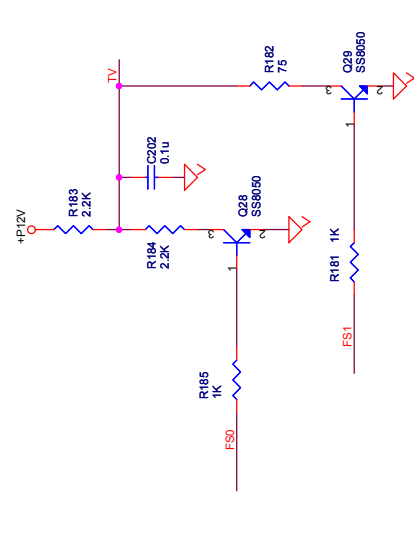 TV
R182
75
Q29
SS8050
3
2
1
C202
0.1u
+P12V
R183
2.2K
R184
2.2K
Q28
SS8050
3
2
1
R181 1K
FS1
R185
1K
FS0